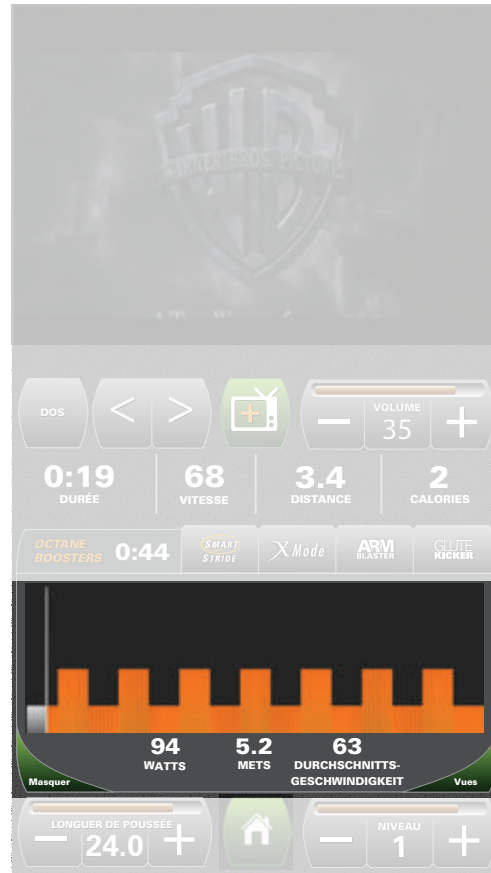 WARNER BROS. PICTURES
DOS
< >
VOLUME
− 35 +
0:19 68 3.4 2
DURÉE VITESSE DISTANCE CALORIES
OCTANE BOOSTERS 0:44
SMART STRIDE
X Mode
ARM BLASTER
GLUTE KICKER
94 5.2 63
WATTS METS DURCHSCHNITTS-
GESCHWINDIGKEIT
Masquer
Vues
LONGUER DE POUSSÉE
− 24.0 +
NIVEAU
− 1 +